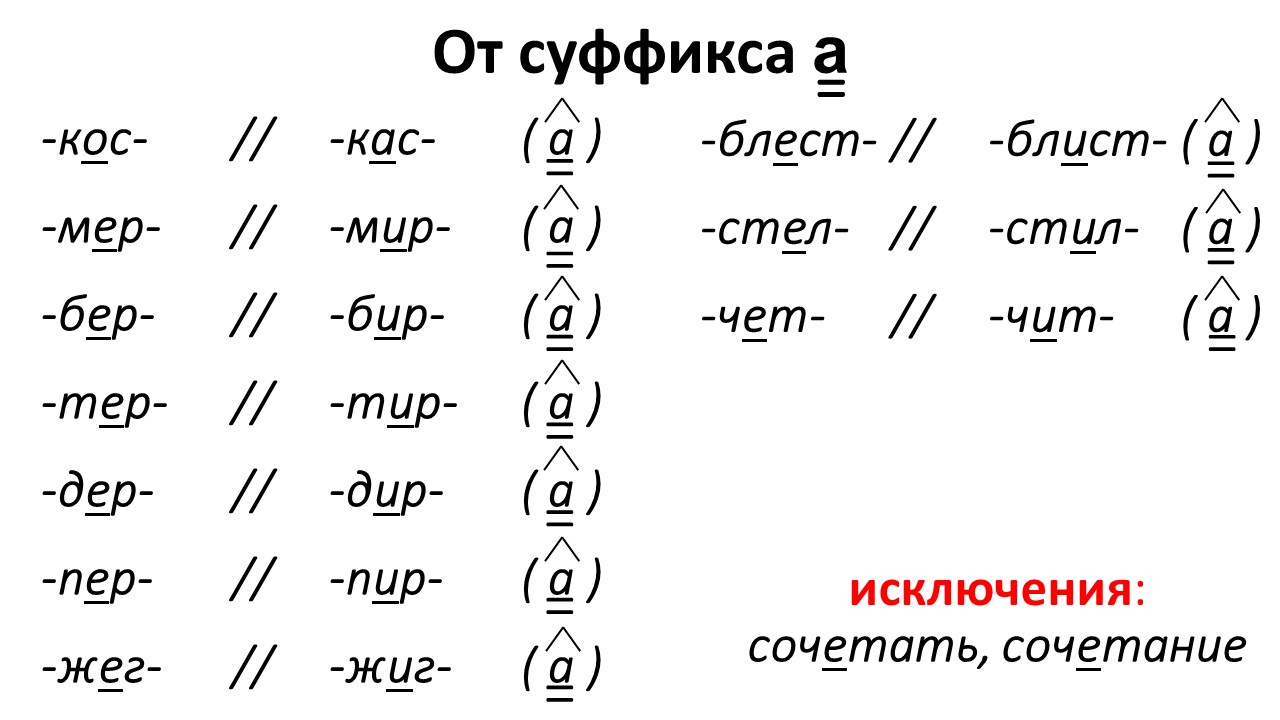 От суффикса а
-кос- // -кас- ( а ) -блест- // -блист- ( а )
-мер- // -мир- ( а ) -стел- // -стил- ( а )
-бер- // -бир- ( а ) -чет- // -чит- ( а )
-тер- // -тир- ( а )
-дер- // -дир- ( а )
-пер- // -пир- ( а )
-жег- // -жиг- ( а )
исключения:
сочетать, сочетание